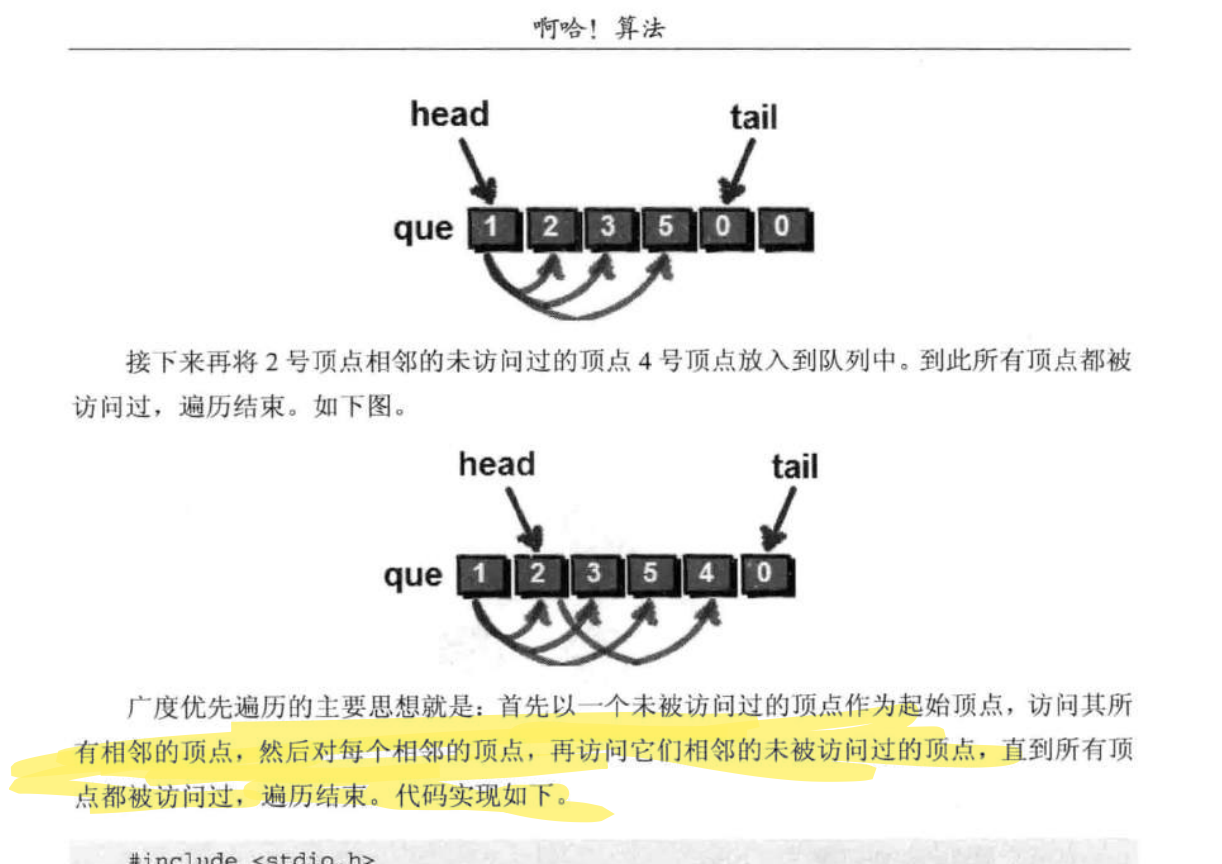 啊哈！算法
head tail
que 1 2 3 5 0 0
接下来再将 2 号顶点相邻的未访问过的顶点 4 号顶点放入到队列中。到此所有顶点都被
访问过，遍历结束。如下图。
head tail
que 1 2 3 5 4 0
广度优先遍历的主要思想就是：首先以一个未被访问过的顶点作为起始顶点，访问其所
有相邻的顶点，然后对每个相邻的顶点，再访问它们相邻的未被访问过的顶点，直到所有顶
点都被访问过，遍历结束。代码实现如下。
#include <stdio.h>